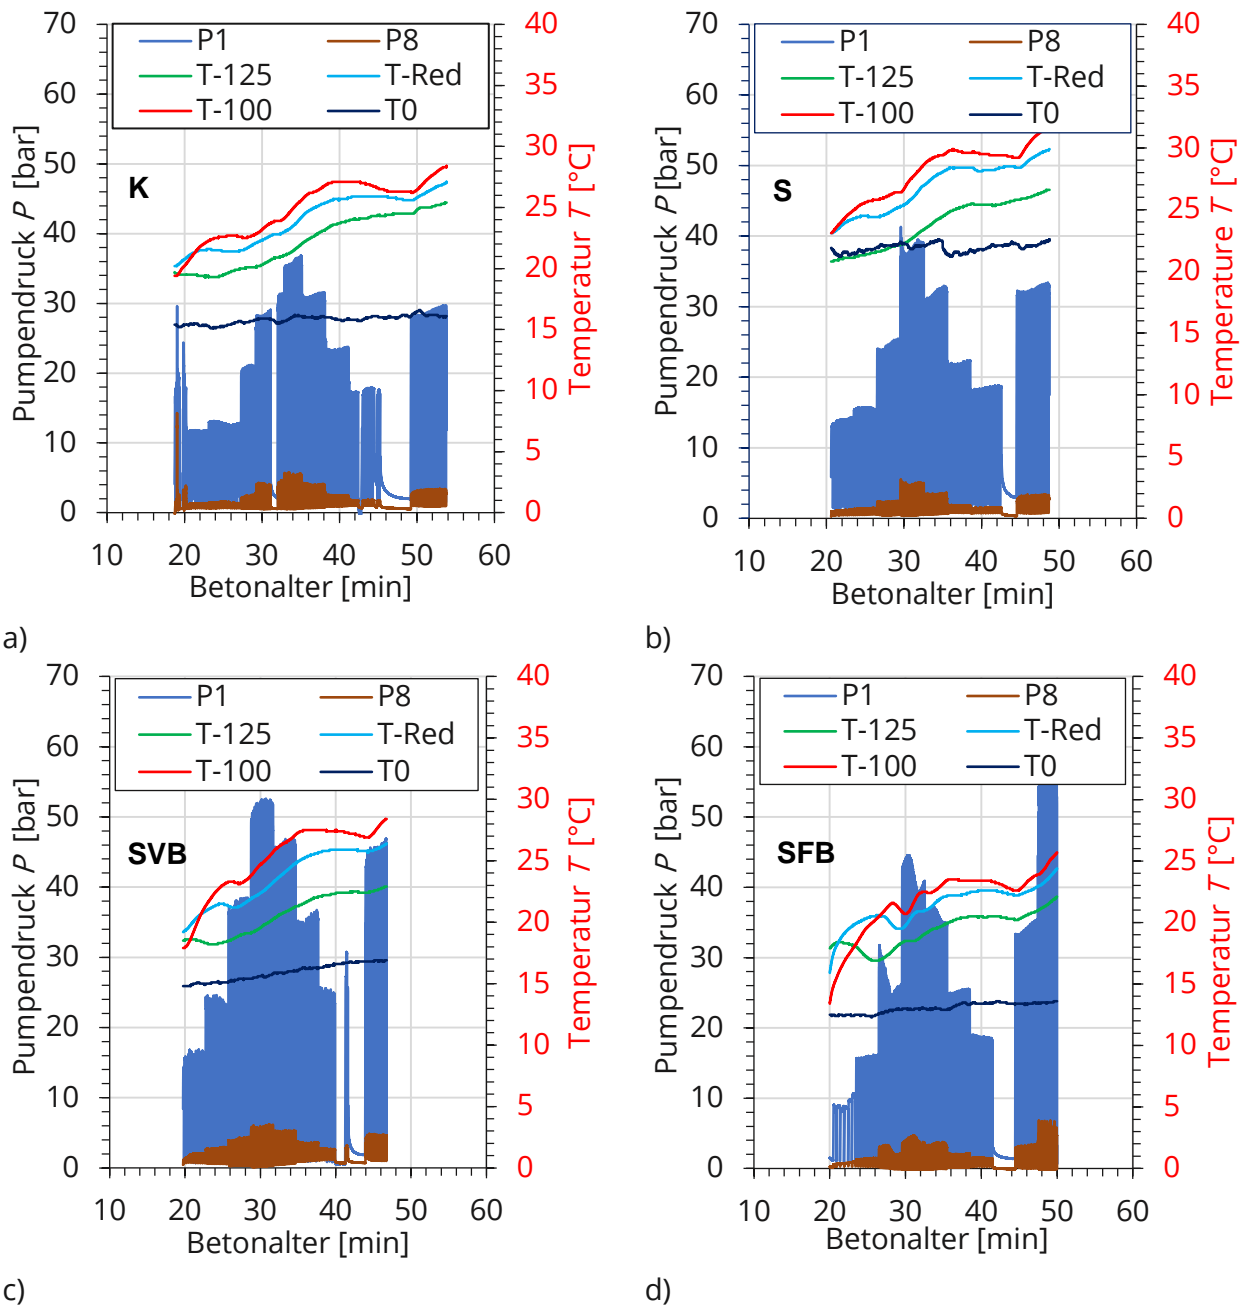 P1 P8
T-125 T-Red
T-100 T0
K
Pumpendruck P [bar]
70
60
50
40
30
20
10
0
Temperatur T [°C]
40
35
30
25
20
15
10
5
0
10 20 30 40 50 60
Betonalter [min]
a)
P1 P8
T-125 T-Red
T-100 T0
S
Pumpendruck P [bar]
70
60
50
40
30
20
10
0
Temperature T [°C]
40
35
30
25
20
15
10
5
0
10 20 30 40 50 60
Betonalter [min]
b)
P1 P8
T-125 T-Red
T-100 T0
SVB
Pumpendruck P [bar]
70
60
50
40
30
20
10
0
Temperatur T [°C]
40
35
30
25
20
15
10
5
0
10 20 30 40 50 60
Betonalter [min]
c)
P1 P8
T-125 T-Red
T-100 T0
SFB
Pumpendruck P [bar]
70
60
50
40
30
20
10
0
Temperatur T [°C]
40
35
30
25
20
15
10
5
0
10 20 30 40 50 60
Betonalter [min]
d)